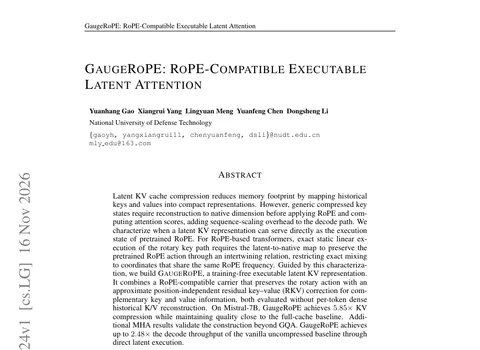 GaugeRoPE: RoPE-Compatible Executable Latent Attention
GAUGEROPE: ROPE-COMPATIBLE EXECUTABLE
LATENT ATTENTION
Yuanhang Gao Xiangrui Yang Lingyuan Meng Yuanfeng Chen Dongsheng Li
National University of Defense Technology
{gaoyh, yangxiangrui11, chenyuanfeng, dsli}@nudt.edu.cn
mly_edu@163.com
ABSTRACT
Latent KV cache compression reduces memory footprint by mapping historical
keys and values into compact representations. However, generic compressed key
states require reconstruction to native dimension before applying RoPE and com-
puting attention scores, adding sequence-scaling overhead to the decode path. We
characterize when a latent KV representation can serve directly as the execution
state of pretrained RoPE. For RoPE-based transformers, exact static linear ex-
ecution of the rotary key path requires the latent-to-native map to preserve the
pretrained RoPE action through an intertwining relation, restricting exact mixing
to coordinates that share the same RoPE frequency. Guided by this characteriza-
tion, we build GAUGEROPE, a training-free executable latent KV representation.
It combines a RoPE-compatible carrier that preserves the rotary action with an
approximate position-independent residual key–value (RKV) correction for com-
plementary key and value information, both evaluated without per-token dense
historical K/V reconstruction. On Mistral-7B, GaugeRoPE achieves 5.85× KV
compression while maintaining quality close to the full-cache baseline. Addi-
tional MHA results validate the construction beyond GQA. GaugeRoPE achieves
up to 2.48× the decode throughput of the vanilla uncompressed baseline through
direct latent execution.
24v1 [cs.LG] 16 Nov 2026